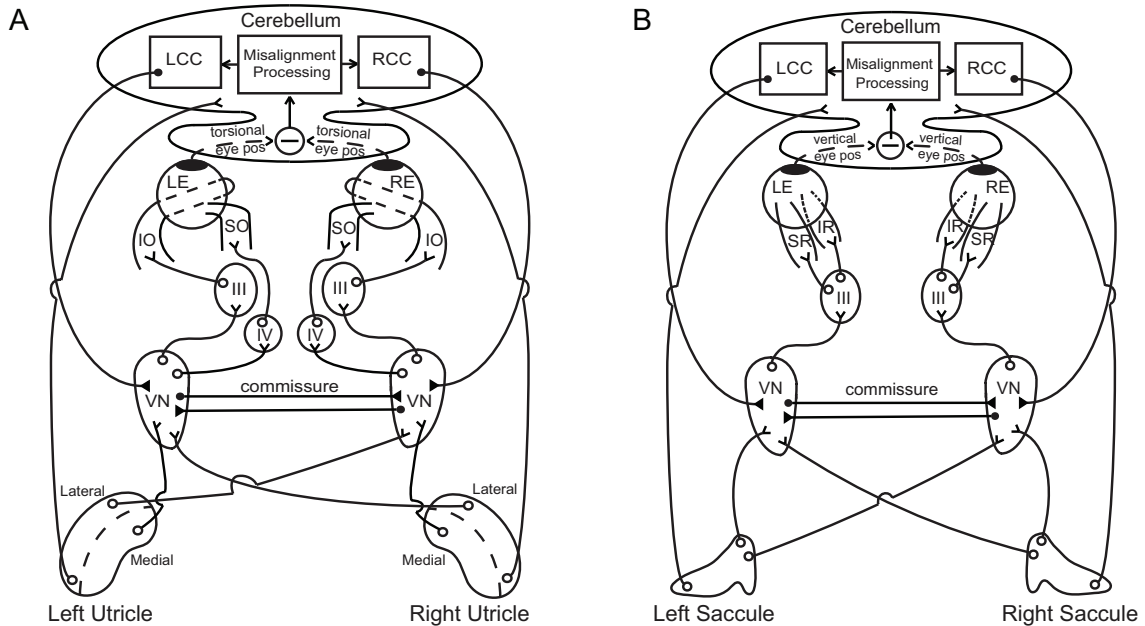 A
Cerebellum
LCC
Misalignment
Processing
RCC
torsional
eye pos
torsional
eye pos
LE
RE
IO
SO
SO
IO
III
III
IV
IV
VN
commissure
VN
Lateral
Medial
Lateral
Medial
Left Utricle
Right Utricle
B
Cerebellum
LCC
Misalignment
Processing
RCC
vertical
eye pos
vertical
eye pos
LE
RE
SR
IR
IR
SR
III
III
VN
commissure
VN
Left Saccule
Right Saccule